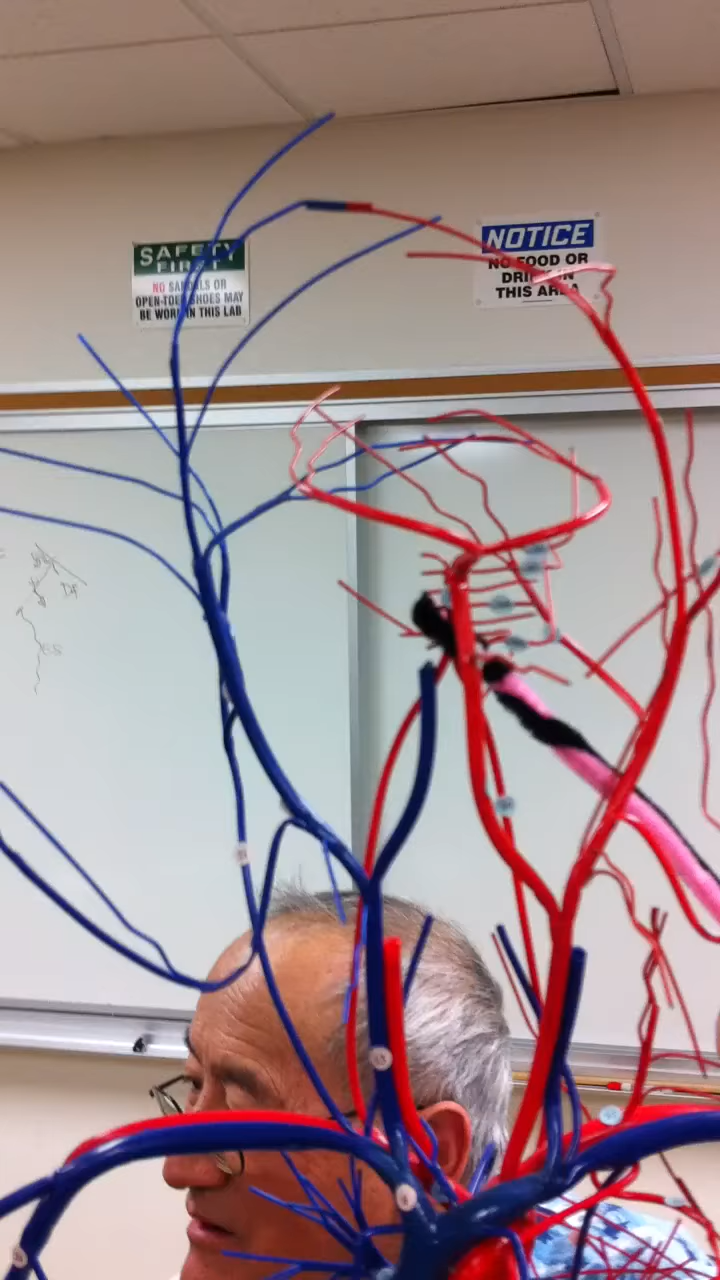 SAFETY
FIRST
NO SANDALS OR
OPEN-TOE SHOES MAY
BE WORN IN THIS LAB
NOTICE
NO FOOD OR
DRINK IN
THIS AREA